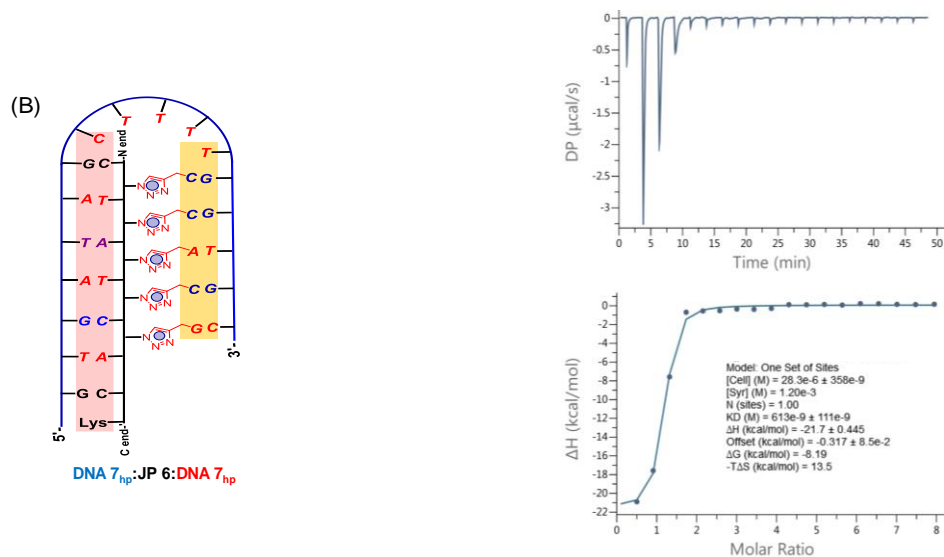 (B)
C T T T T
N end
G C
A T
T A
A T
G C
T A
G C
Lys
C G
C G
A T
C G
G C
N N N
N N N
N N N
N N N
N N N
5'-
C end-'
3'-
DNA 7hp:JP 6:DNA 7hp
DP (µcal/s)
0
-0.5
-1
-1.5
-2
-2.5
-3
0 5 10 15 20 25 30 35 40 45 50
Time (min)
ΔH (kcal/mol)
0
-2
-4
-6
-8
-10
-12
-14
-16
-18
-20
-22
Model: One Set of Sites
[Cell] (M) = 28.3e-6 ± 358e-9
[Syr] (M) = 1.20e-3
N (sites) = 1.00
KD (M) = 613e-9 ± 111e-9
ΔH (kcal/mol) = -21.7 ± 0.445
Offset (kcal/mol) = -0.317 ± 8.5e-2
ΔG (kcal/mol) = -8.19
-TΔS (kcal/mol) = 13.5
0 1 2 3 4 5 6 7 8
Molar Ratio